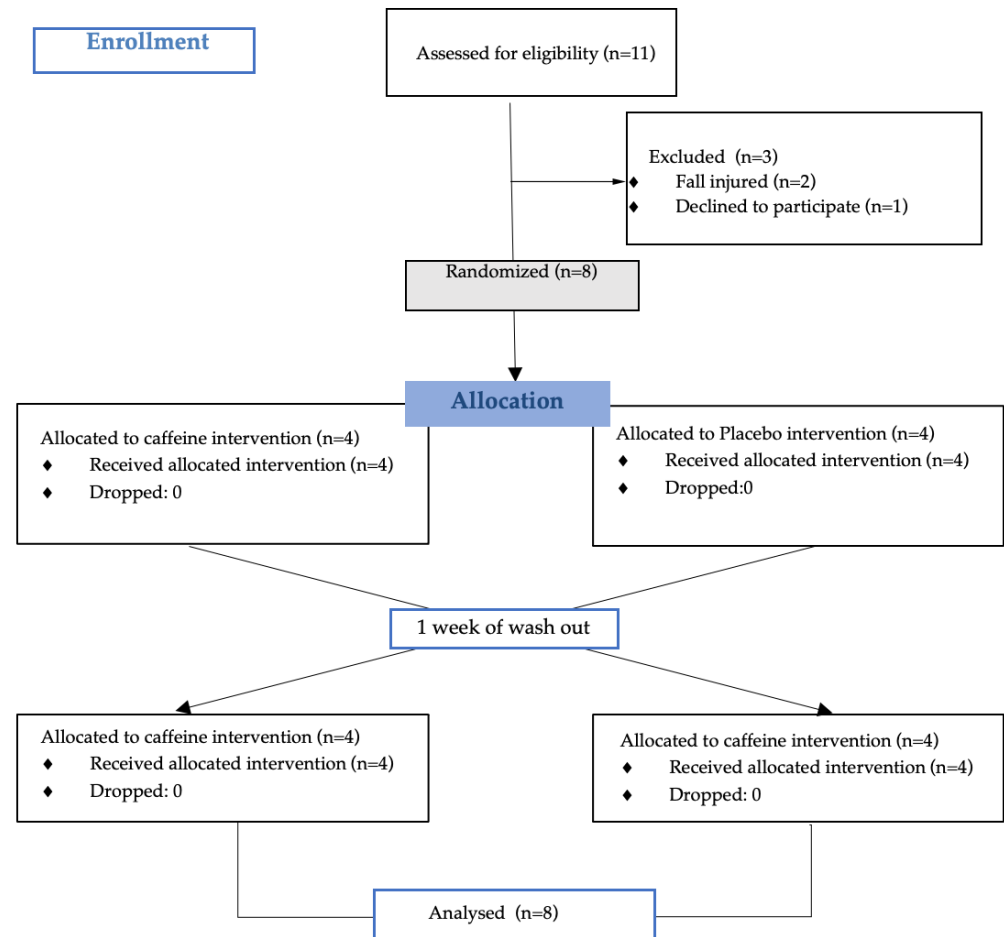 Enrollment
Assessed for eligibility (n=11)
Excluded (n=3)
♦ Fall injured (n=2)
♦ Declined to participate (n=1)
Randomized (n=8)
Allocation
Allocated to caffeine intervention (n=4)
♦ Received allocated intervention (n=4)
♦ Dropped: 0
Allocated to Placebo intervention (n=4)
♦ Received allocated intervention (n=4)
♦ Dropped:0
1 week of wash out
Allocated to caffeine intervention (n=4)
♦ Received allocated intervention (n=4)
♦ Dropped: 0
Allocated to caffeine intervention (n=4)
♦ Received allocated intervention (n=4)
♦ Dropped: 0
Analysed (n=8)